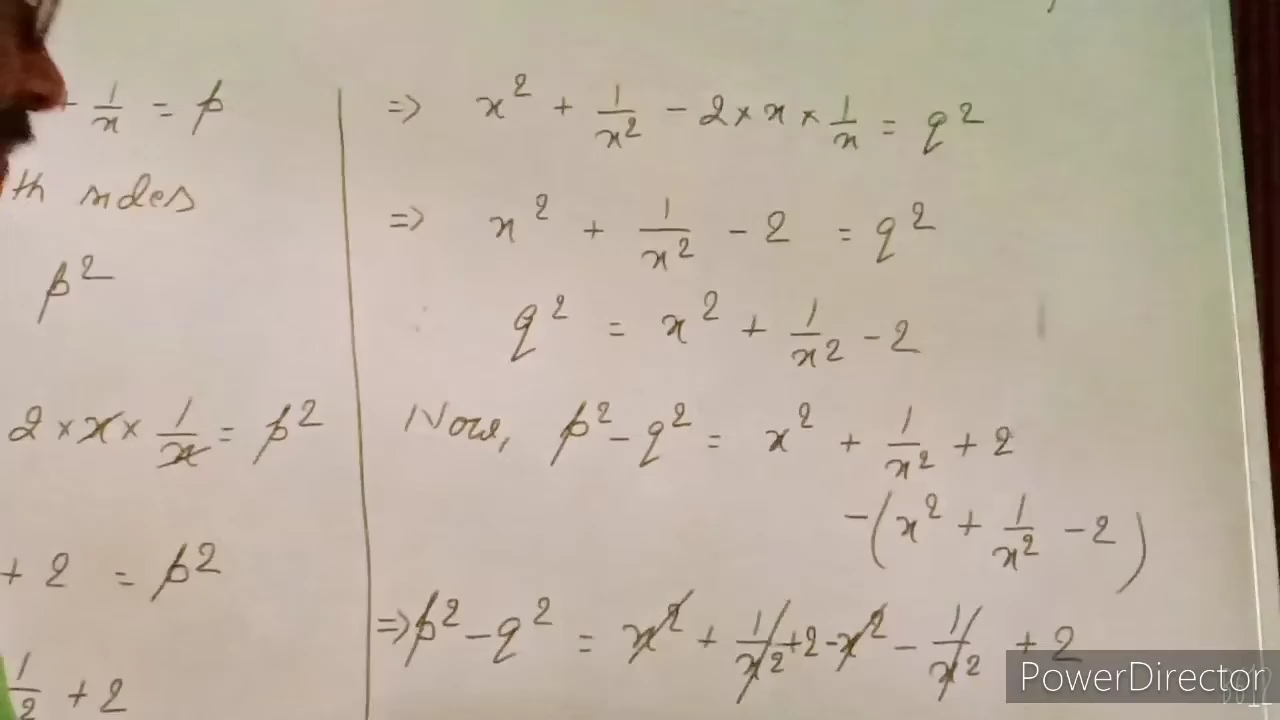 - 1/x = p
th sides
p²
2 × x × 1/x = p²
+ 2 = p²
1/2 + 2
=> x² + 1/x² - 2 × x × 1/x = q²
=> x² + 1/x² - 2 = q²
q² = x² + 1/x² - 2
Now, p² - q² = x² + 1/x² + 2
-(x² + 1/x² - 2)
=> p² - q² = x² + 1/x² + 2 - x² - 1/x² + 2
PowerDirector